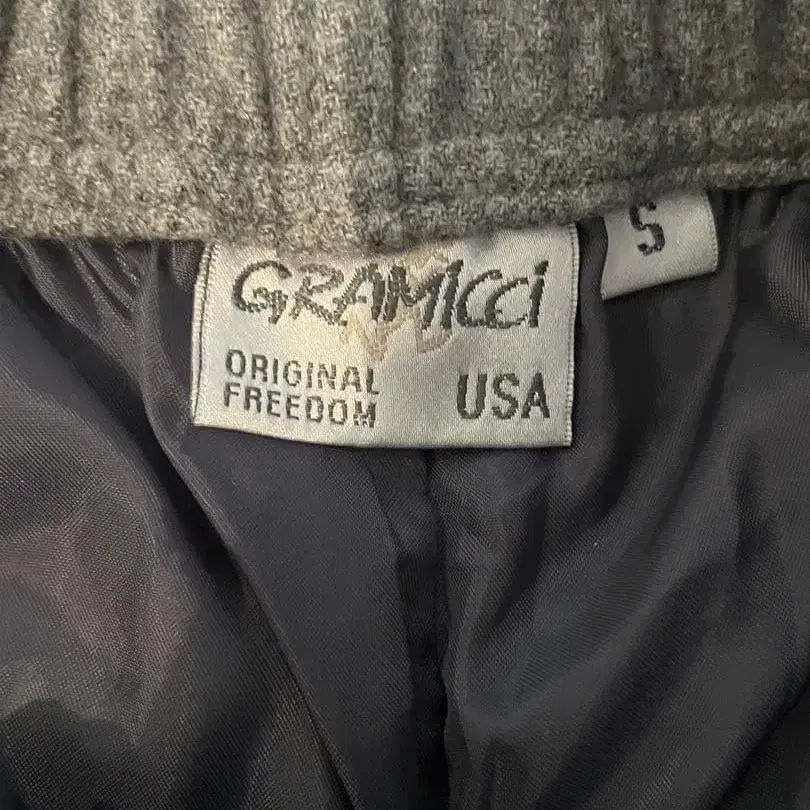 GRAMiCCi
S
ORIGINAL
FREEDOM
USA